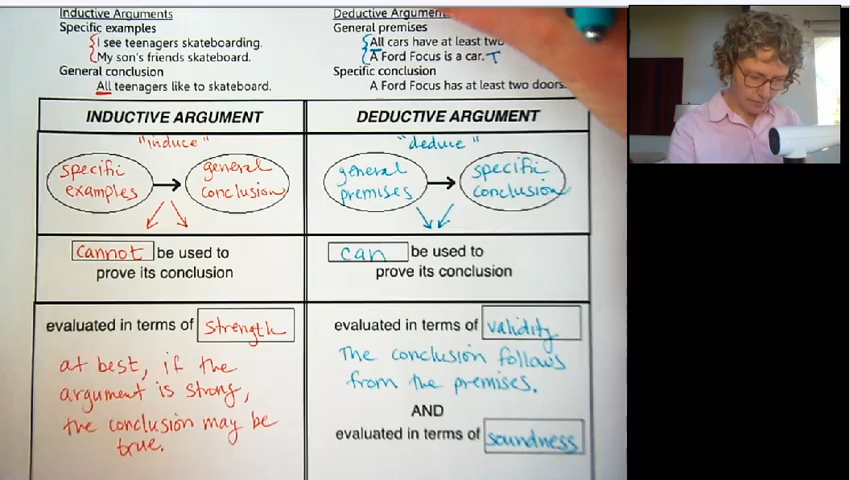 Inductive Arguments
Specific examples
I see teenagers skateboarding.
My son's friends skateboard.
General conclusion
All teenagers like to skateboard.
Deductive Argument
General premises
All cars have at least two
A Ford Focus is a car. T
Specific conclusion
A Ford Focus has at least two doors.
INDUCTIVE ARGUMENT
"induce"
specific
examples
general
conclusion
cannot be used to
prove its conclusion
evaluated in terms of strength
at best, if the
argument is strong,
the conclusion may be
true.
DEDUCTIVE ARGUMENT
"deduce"
general
premises
specific
conclusion
can be used to
prove its conclusion
evaluated in terms of validity
The conclusion follows
from the premises.
AND
evaluated in terms of soundness